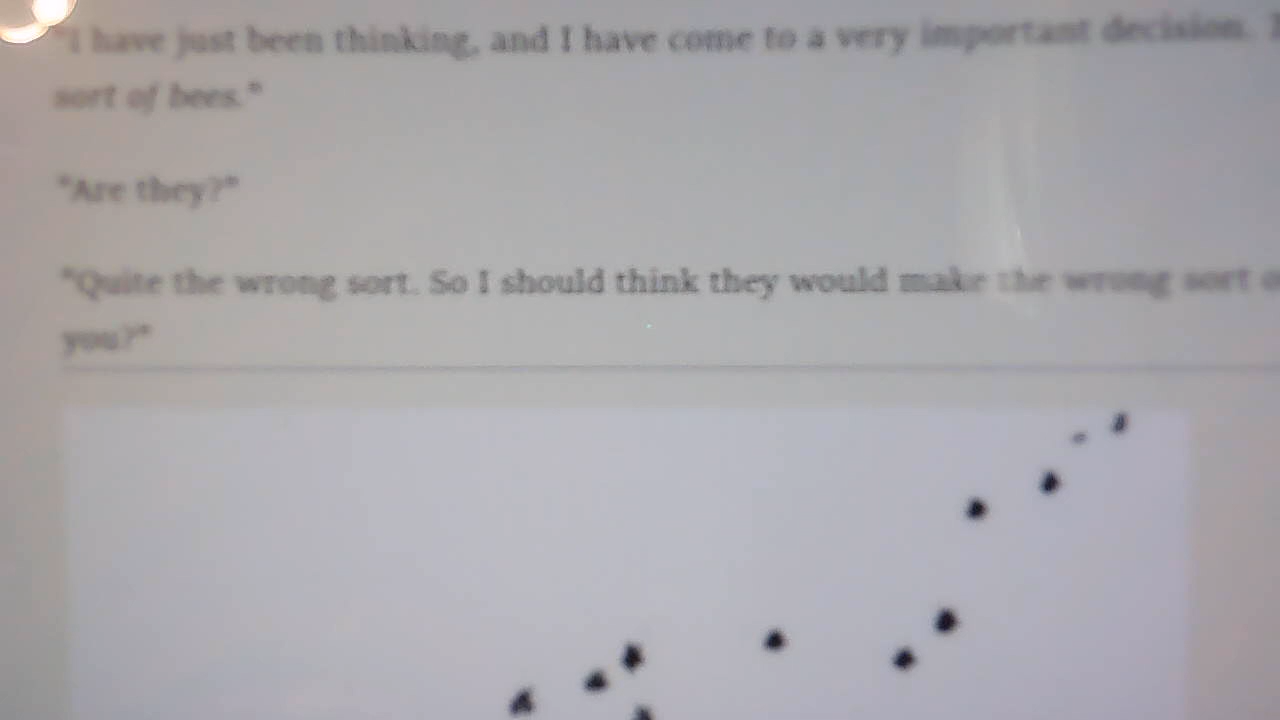 "I have just been thinking, and I have come to a very important decision.
sort of bees."
"Are they?"
"Quite the wrong sort. So I should think they would make the wrong sort
you?"